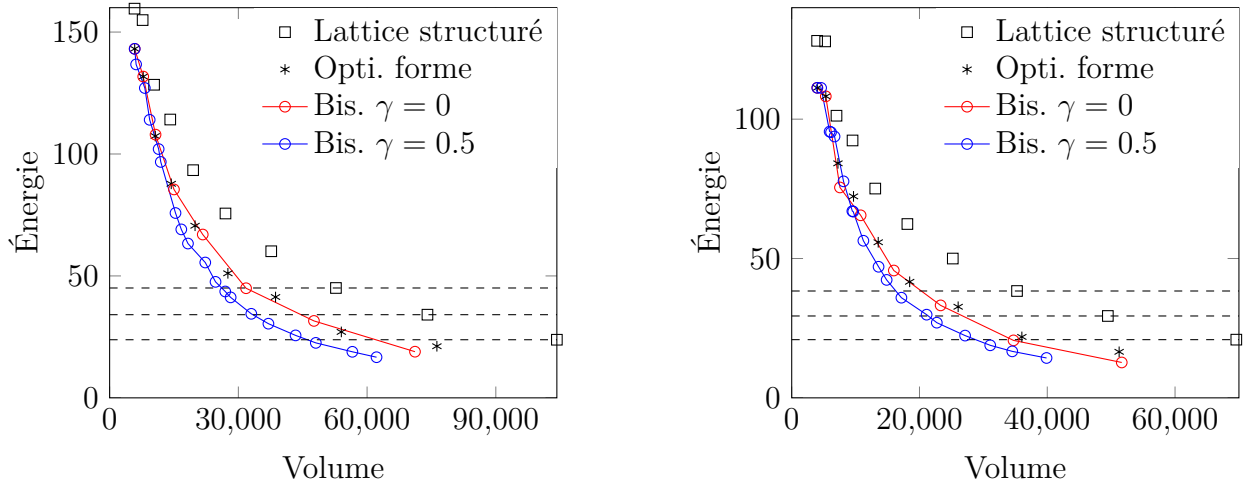 150
100
50
0
Énergie
Lattice structuré
Opti. forme
Bis. γ = 0
Bis. γ = 0.5
0
30,000
60,000
90,000
Volume
100
50
0
Énergie
Lattice structuré
Opti. forme
Bis. γ = 0
Bis. γ = 0.5
0
20,000
40,000
60,000
Volume